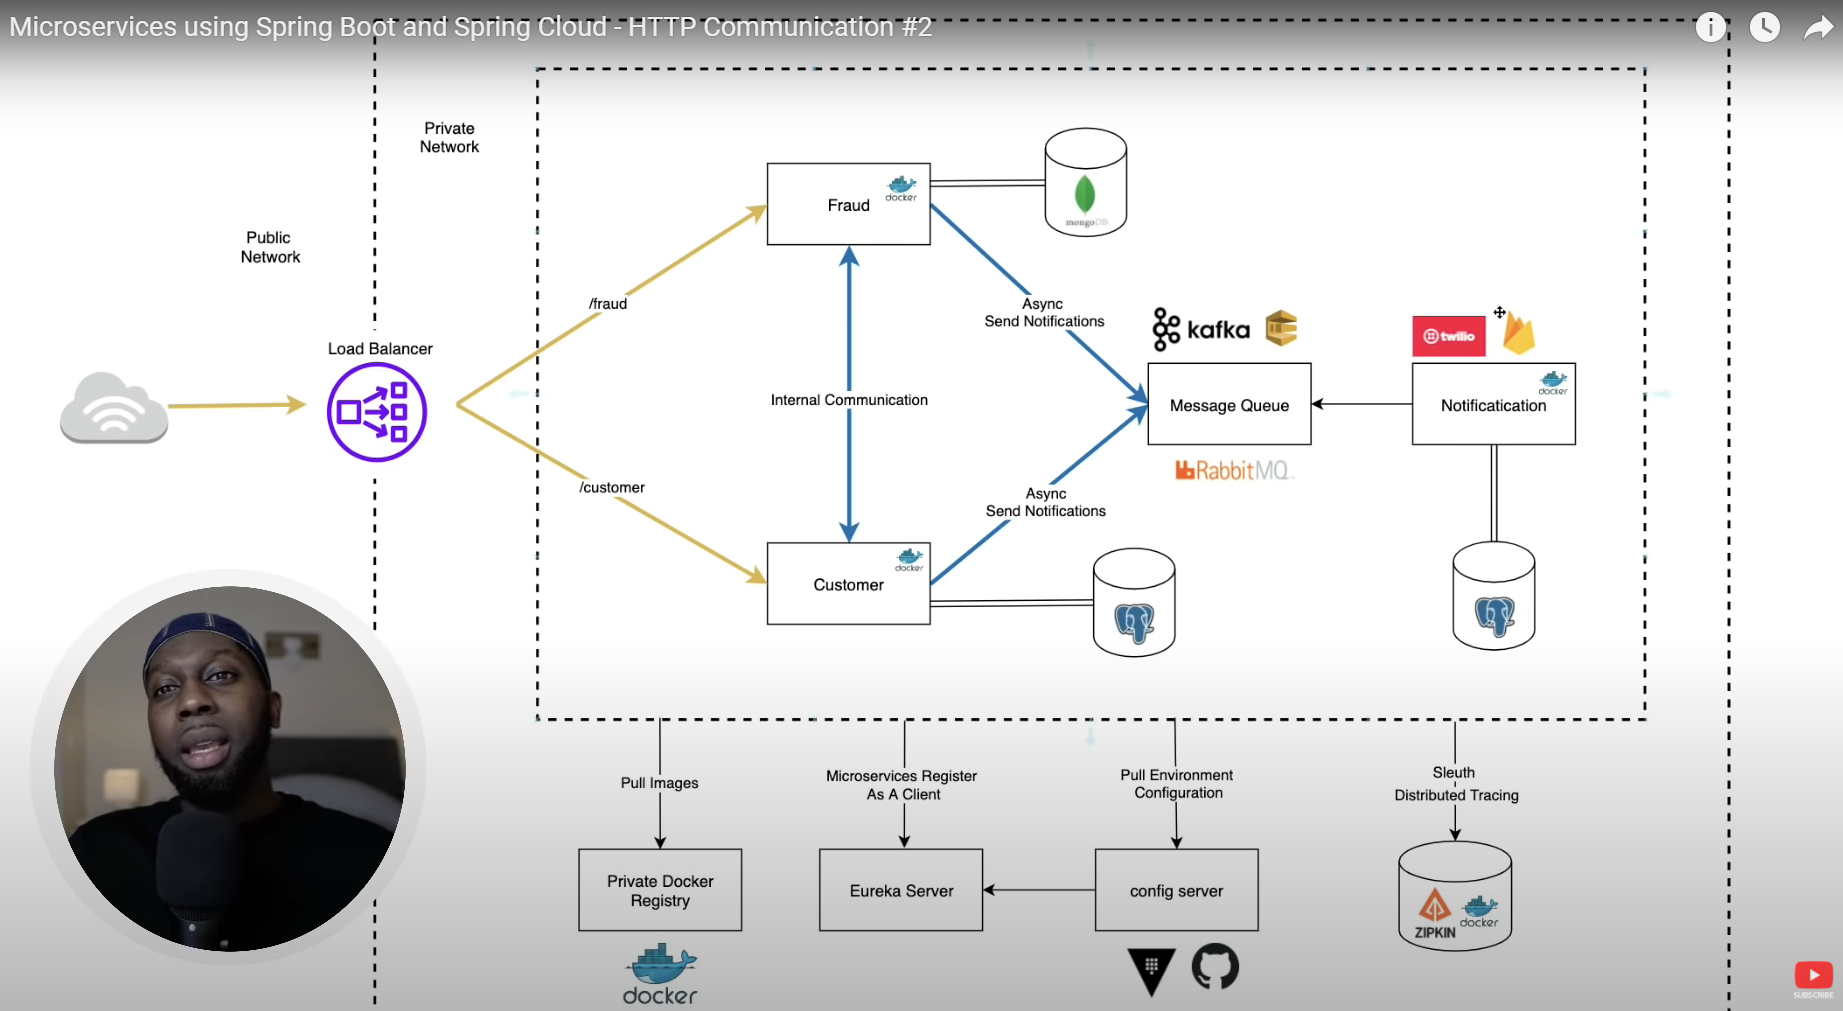 Microservices using Spring Boot and Spring Cloud - HTTP Communication #2
Private
Network
Public
Network
Load Balancer
/fraud
/customer
Fraud
docker
mongoDB
Internal Communication
Async
Send Notifications
Async
Send Notifications
Customer
docker
kafka
Message Queue
RabbitMQ
twilio
Notificatication
docker
Pull Images
Microservices Register
As A Client
Pull Environment
Configuration
Sleuth
Distributed Tracing
Private Docker
Registry
docker
Eureka Server
config server
ZIPKIN
docker
SUBSCRIBE